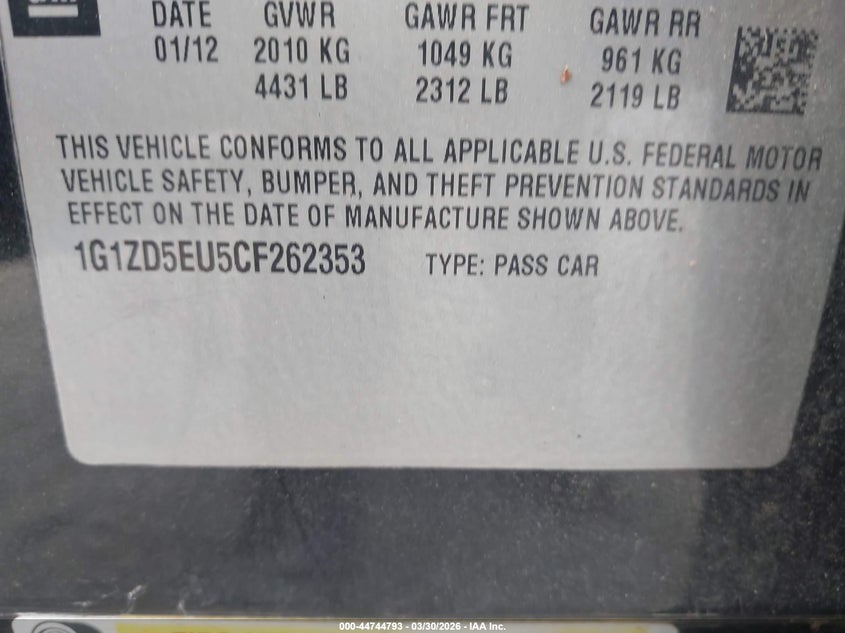 DATE GVWR GAWR FRT GAWR RR
01/12 2010 KG 1049 KG 961 KG
4431 LB 2312 LB 2119 LB
THIS VEHICLE CONFORMS TO ALL APPLICABLE U.S. FEDERAL MOTOR
VEHICLE SAFETY, BUMPER, AND THEFT PREVENTION STANDARDS IN
EFFECT ON THE DATE OF MANUFACTURE SHOWN ABOVE.
1G1ZD5EU5CF262353 TYPE: PASS CAR
000-44744793 - 03/30/2026 - IAA Inc.